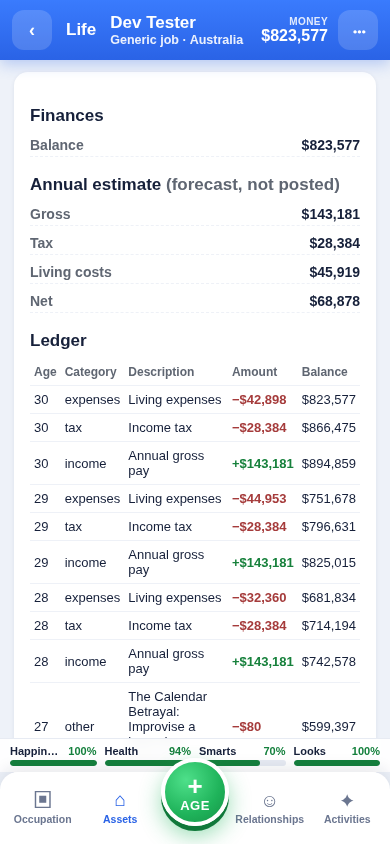 ‹ Life Dev Tester MONEY ...
Generic job · Australia $823,577
Finances
Balance $823,577
Annual estimate (forecast, not posted)
Gross $143,181
Tax $28,384
Living costs $45,919
Net $68,878
Ledger
Age Category Description Amount Balance
30 expenses Living expenses −$42,898 $823,577
30 tax Income tax −$28,384 $866,475
30 income Annual gross pay +$143,181 $894,859
29 expenses Living expenses −$44,953 $751,678
29 tax Income tax −$28,384 $796,631
29 income Annual gross pay +$143,181 $825,015
28 expenses Living expenses −$32,360 $681,834
28 tax Income tax −$28,384 $714,194
28 income Annual gross pay +$143,181 $742,578
The Calendar
Betrayal:
27 other Improvise a −$80 $599,397
Happin... 100% Health 94% Smarts 70% Looks 100%
+
AGE
Occupation Assets Relationships Activities